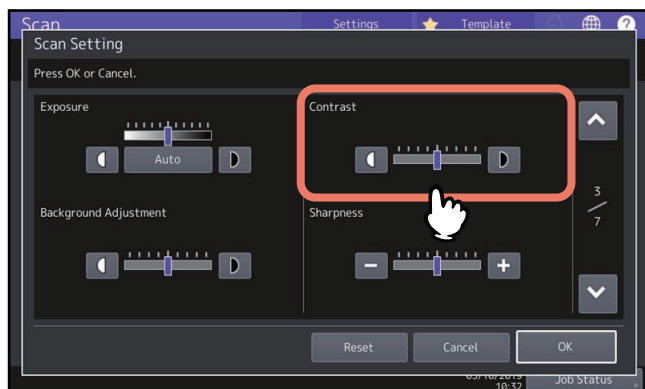 Scan
Settings
Template
?
Scan Setting
Press OK or Cancel.
Exposure
Contrast
Auto
3
7
Background Adjustment
Sharpness
Reset
Cancel
OK
10:32
Job Status